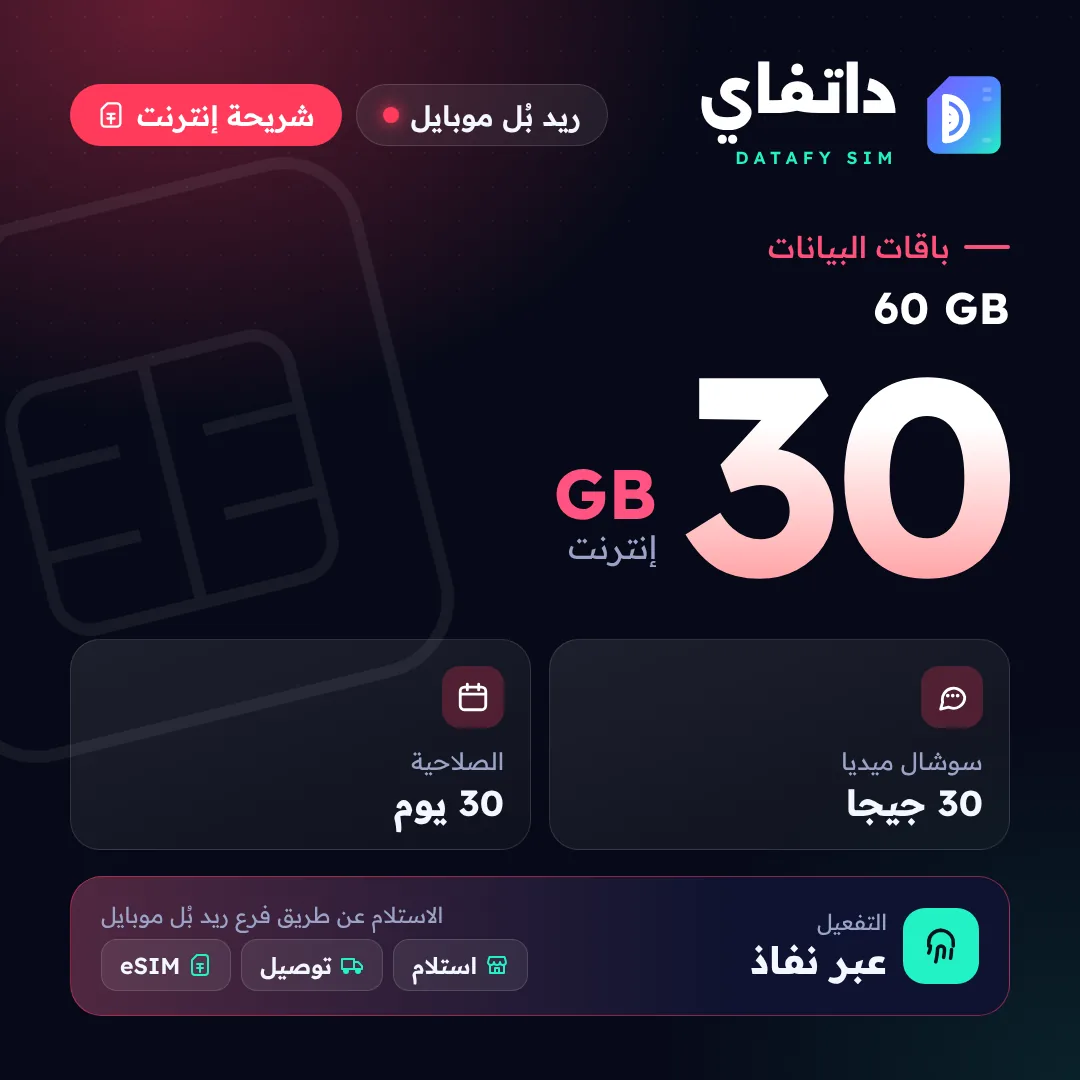 داتفاي
DATAFY SIM
ريد بُل موبايل
شريحة إنترنت
باقات البيانات
60 GB
30
GB
إنترنت
سوشال ميديا
30 جيجا
الصلاحية
30 يوم
التفعيل
عبر نفاذ
الاستلام عن طريق فرع ريد بُل موبايل
استلام
توصيل
eSIM